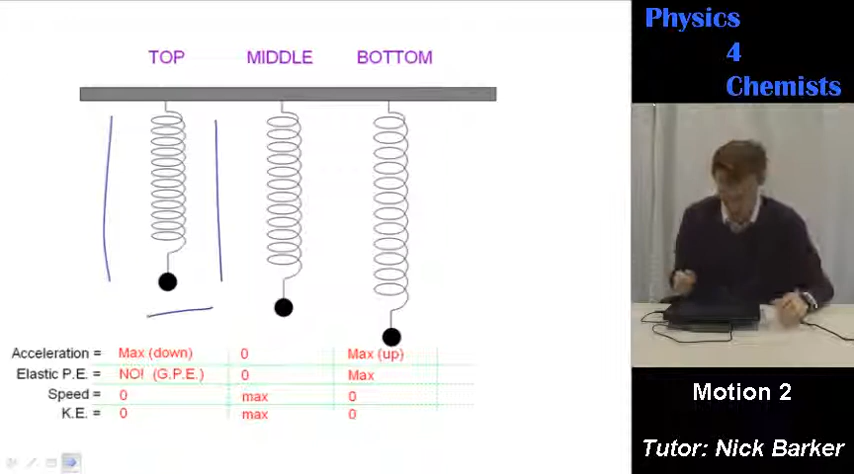 Physics
4
Chemists
TOP MIDDLE BOTTOM
Acceleration = Max (down) 0 Max (up)
Elastic P.E. = NO! (G.P.E.) 0 Max
Speed = 0 max 0
K.E. = 0 max 0
Motion 2
Tutor: Nick Barker